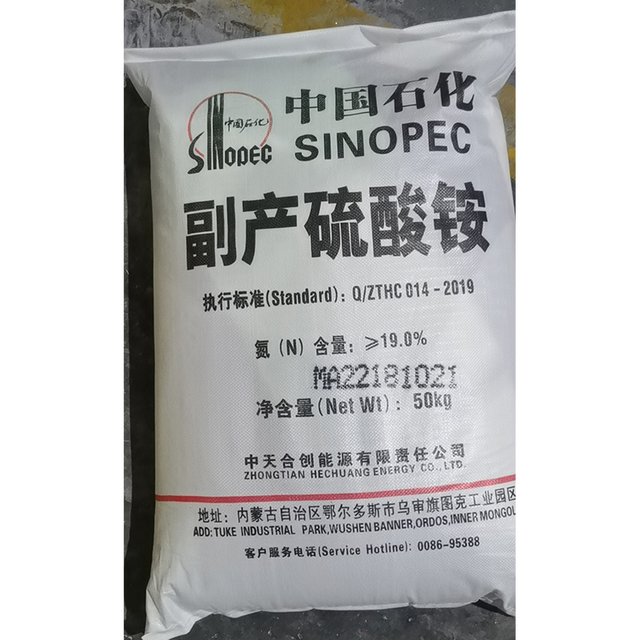 中国石化
SINOPEC
中国石化
SINOPEC
副产硫酸铵
执行标准(Standard): Q/ZTHC 014 - 2019
氮 (N) 含量: ≥19.0%
MA22181021
净含量(Net Wt): 50kg
中天合创能源有限责任公司
ZHONGTIAN HECHUANG ENERGY CO., LTD.
地址: 内蒙古自治区鄂尔多斯市乌审旗图克工业园区
ADD: TUKE INDUSTRIAL PARK, WUSHEN BANNER, ORDOS, INNER MONGOL
客户服务电话(Service Hotline): 0086-95388